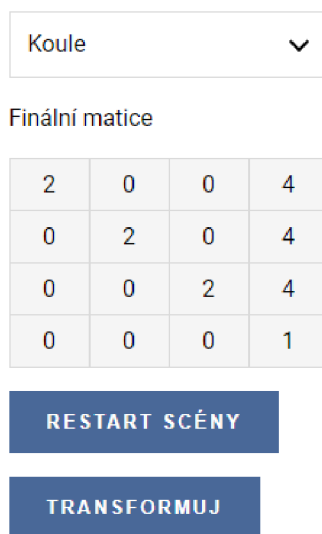 Koule
Finální matice
2 0 0 4
0 2 0 4
0 0 2 4
0 0 0 1
RESTART SCÉNY
TRANSFORMUJ